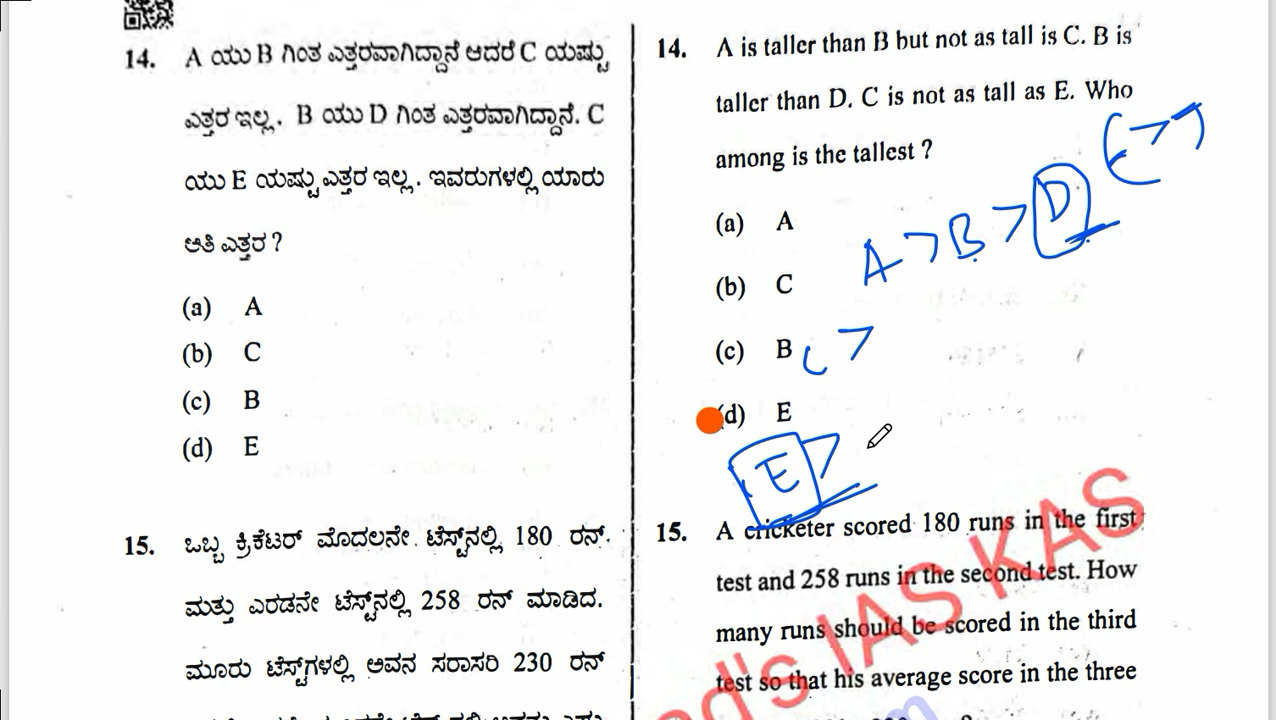 14. A ಯು B ಗಿಂತ ಎತ್ತರವಾಗಿದ್ದಾನೆ ಆದರೆ C ಯಷ್ಟು
ಎತ್ತರ ಇಲ್ಲ. B ಯು D ಗಿಂತ ಎತ್ತರವಾಗಿದ್ದಾನೆ. C
ಯು E ಯಷ್ಟು ಎತ್ತರ ಇಲ್ಲ. ಇವರುಗಳಲ್ಲಿ ಯಾರು
ಅತಿ ಎತ್ತರ ?
(a) A
(b) C
(c) B
(d) E
15. ಒಬ್ಬ ಕ್ರಿಕೆಟರ್ ಮೊದಲನೇ ಟೆಸ್ಟ್‌ನಲ್ಲಿ 180 ರನ್
ಮತ್ತು ಎರಡನೇ ಟೆಸ್ಟ್‌ನಲ್ಲಿ 258 ರನ್ ಮಾಡಿದ.
ಮೂರು ಟೆಸ್ಟ್‌ಗಳಲ್ಲಿ ಅವನ ಸರಾಸರಿ 230 ರನ್
14. A is taller than B but not as tall is C. B is
taller than D. C is not as tall as E. Who
among is the tallest ?
(a) A
(b) C
(c) B
(d) E
A > B > D
C >
E >
15. A cricketer scored 180 runs in the first
test and 258 runs in the second test. How
many runs should be scored in the third
test so that his average score in the three
IAS KAS